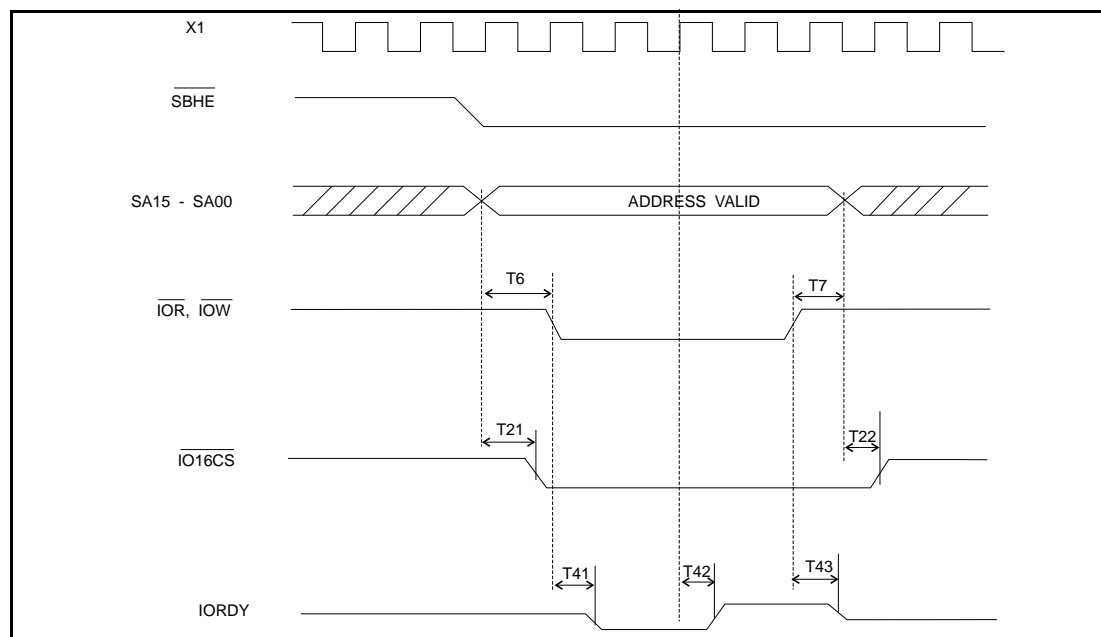 X1
SBHE
SA15 - SA00
ADDRESS VALID
T6
T7
IOR, IOW
T21
T22
IO16CS
T41
T42
T43
IORDY